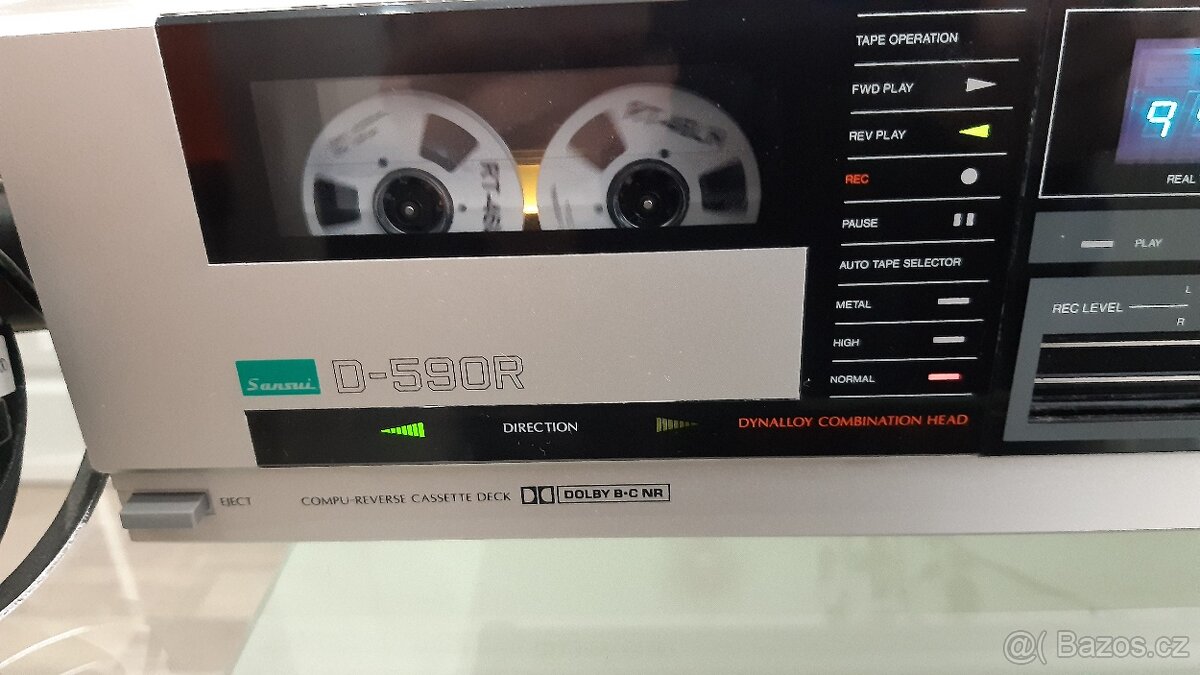 TAPE OPERATION
FWD PLAY
REV PLAY
REC
PAUSE
AUTO TAPE SELECTOR
METAL
HIGH
NORMAL
9
REAL
PLAY
REC LEVEL
L
R
Sansui
D-590R
DIRECTION
DYNALLOY COMBINATION HEAD
EJECT
COMPU-REVERSE CASSETTE DECK
DOLBY B·C NR
@( Bazos.cz